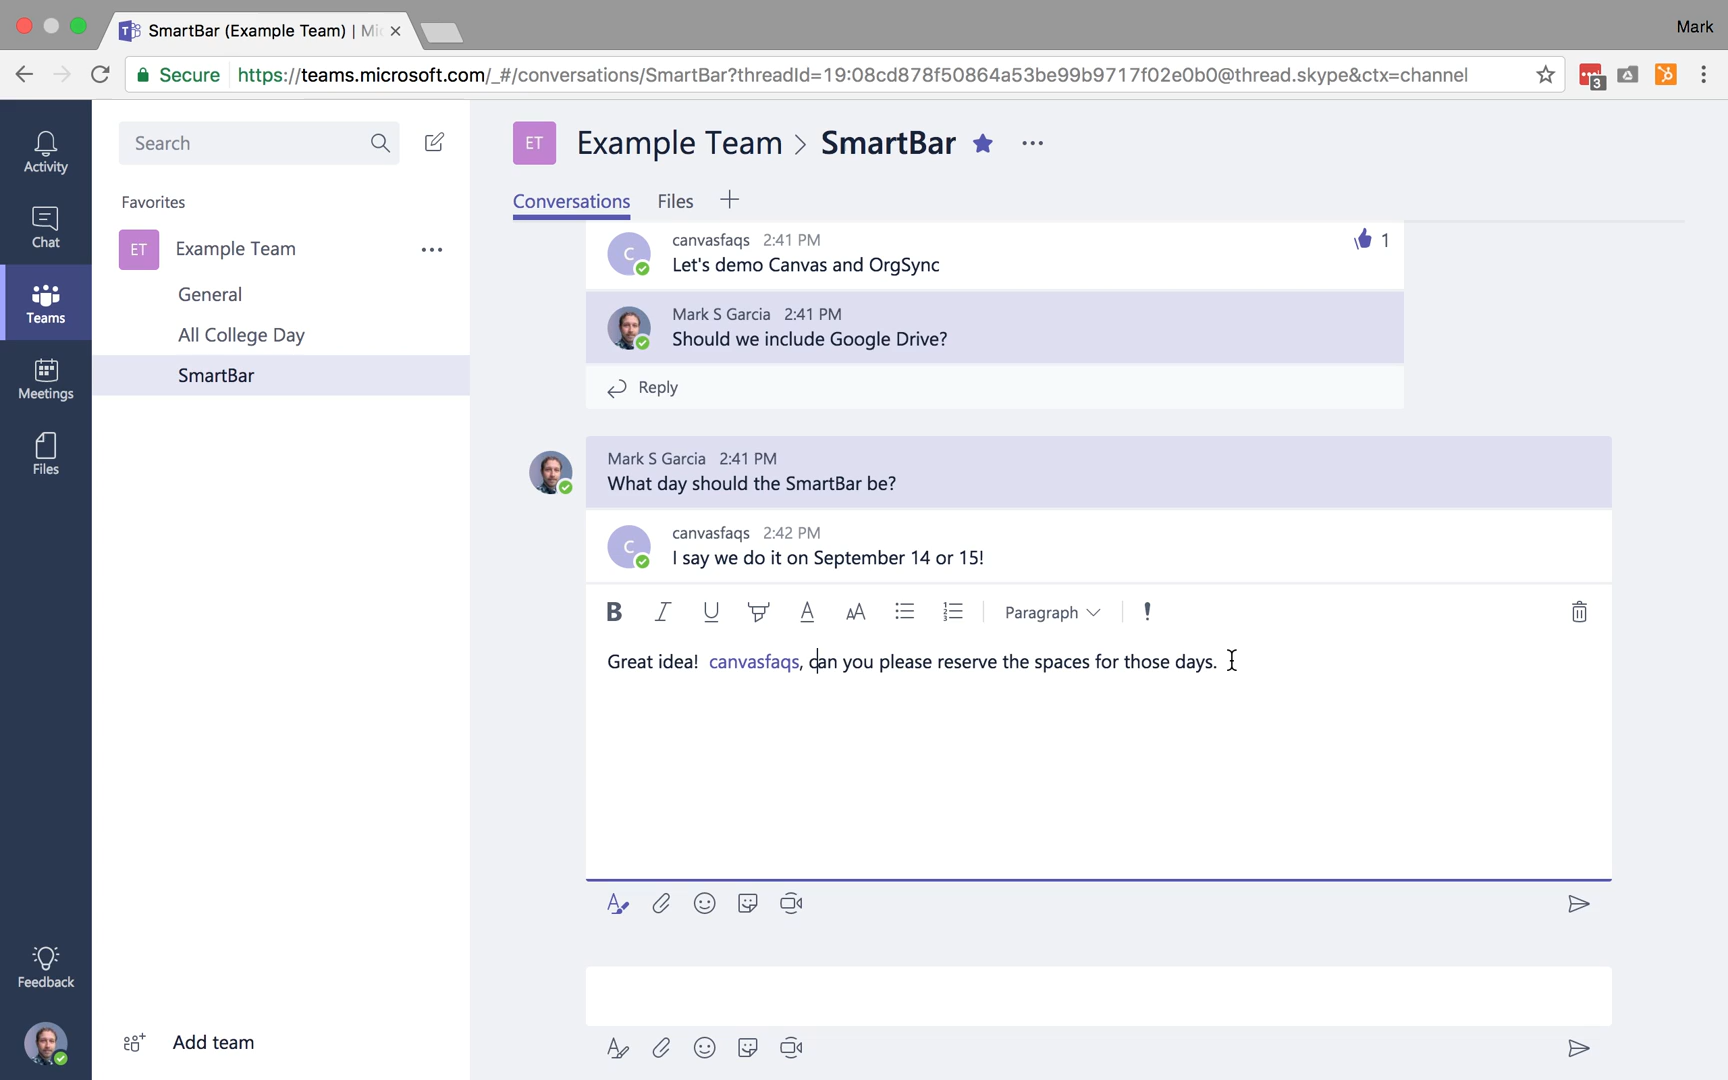 SmartBar (Example Team) | Mi
Mark
Secure https://teams.microsoft.com/_#/conversations/SmartBar?threadId=19:08cd878f50864a53be99b9717f02e0b0@thread.skype&ctx=channel
3
Activity
Chat
Teams
Meetings
Files
Feedback
Search
Favorites
ET Example Team
General
All College Day
SmartBar
Add team
ET Example Team > SmartBar
Conversations Files
C canvasfaqs 2:41 PM 1
Let's demo Canvas and OrgSync
Mark S Garcia 2:41 PM
Should we include Google Drive?
Reply
Mark S Garcia 2:41 PM
What day should the SmartBar be?
C canvasfaqs 2:42 PM
I say we do it on September 14 or 15!
B I U A AA Paragraph !
Great idea! canvasfaqs, can you please reserve the spaces for those days.